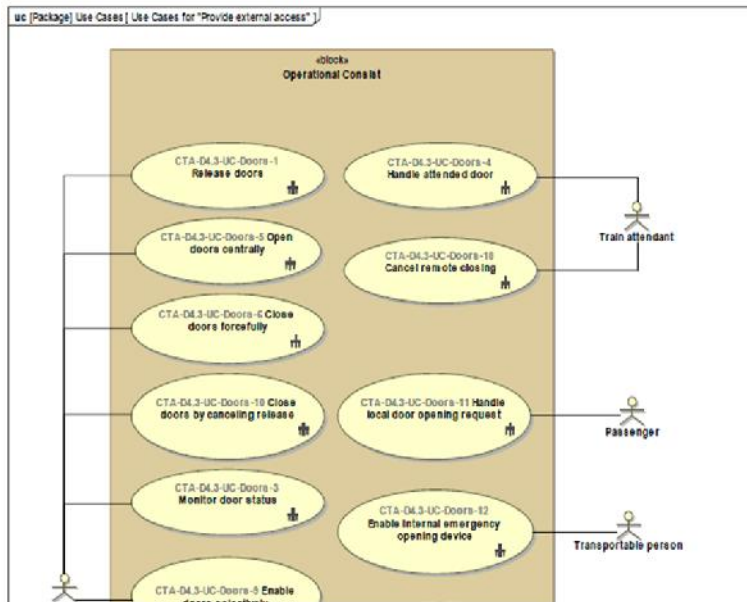 uc [Package] Use Cases [ Use Cases for "Provide external access" ]
«block»
Operational Consist
CTA-D4.3-UC-Doors-1
Release doors
CTA-D4.3-UC-Doors-4
Handle attended door
Train attendant
CTA-D4.3-UC-Doors-5 Open
doors centrally
CTA-D4.3-UC-Doors-18
Cancel remote closing
CTA-D4.3-UC-Doors-6 Close
doors forcefully
CTA-D4.3-UC-Doors-10 Close
doors by canceling release
CTA-D4.3-UC-Doors-11 Handle
local door opening request
Passenger
CTA-D4.3-UC-Doors-3
Monitor door status
CTA-D4.3-UC-Doors-12
Enable internal emergency
opening device
Transportable person
CTA-D4.3-UC-Doors-9 Enable